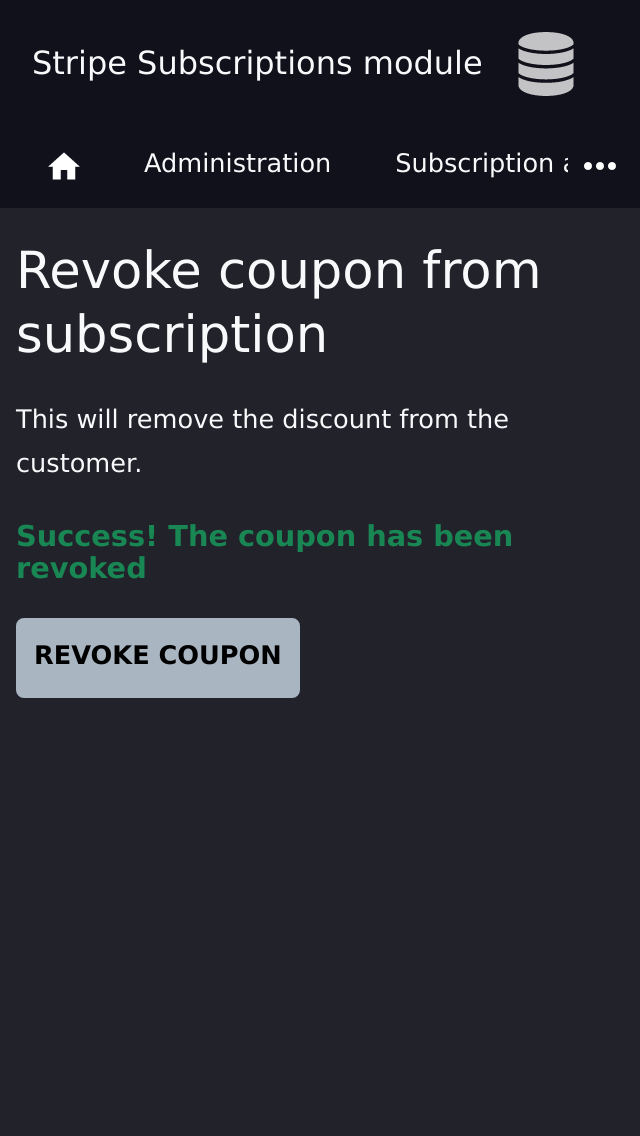 Stripe Subscriptions module
Administration
Subscription
Revoke coupon from
subscription
This will remove the discount from the
customer.
Success! The coupon has been
revoked
REVOKE COUPON